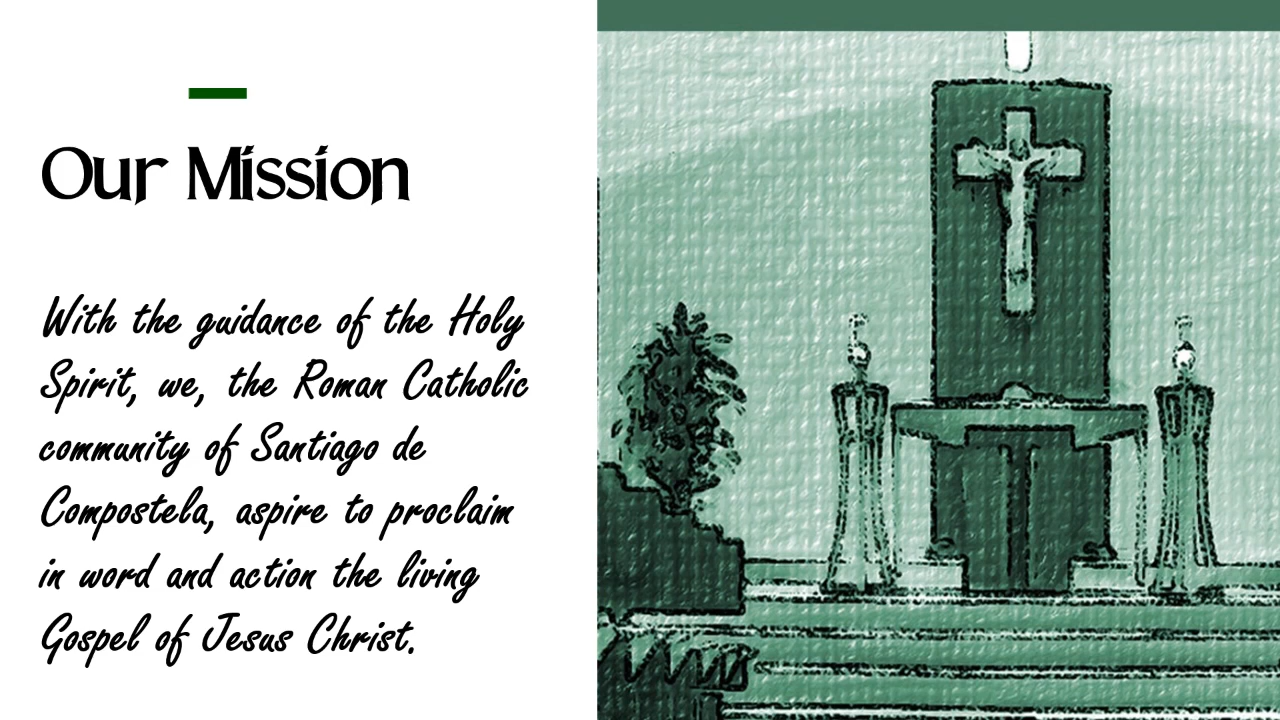 Our Mission
With the guidance of the Holy
Spirit, we, the Roman Catholic
community of Santiago de
Compostela, aspire to proclaim
in word and action the living
Gospel of Jesus Christ.